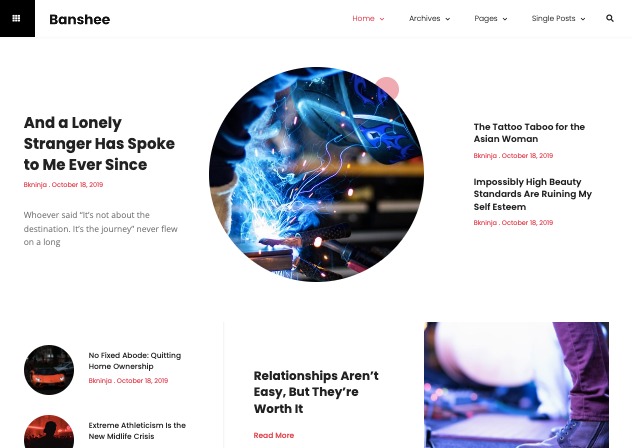 Banshee
Home
Archives
Pages
Single Posts
And a Lonely
Stranger Has Spoke
to Me Ever Since
Bkninja . October 18, 2019
Whoever said “It’s not about the
destination. It’s the journey” never flew
on a long
The Tattoo Taboo for the
Asian Woman
Bkninja . October 18, 2019
Impossibly High Beauty
Standards Are Ruining My
Self Esteem
Bkninja . October 18, 2019
No Fixed Abode: Quitting
Home Ownership
Bkninja . October 18, 2019
Extreme Athleticism Is the
New Midlife Crisis
Relationships Aren’t
Easy, But They’re
Worth It
Read More